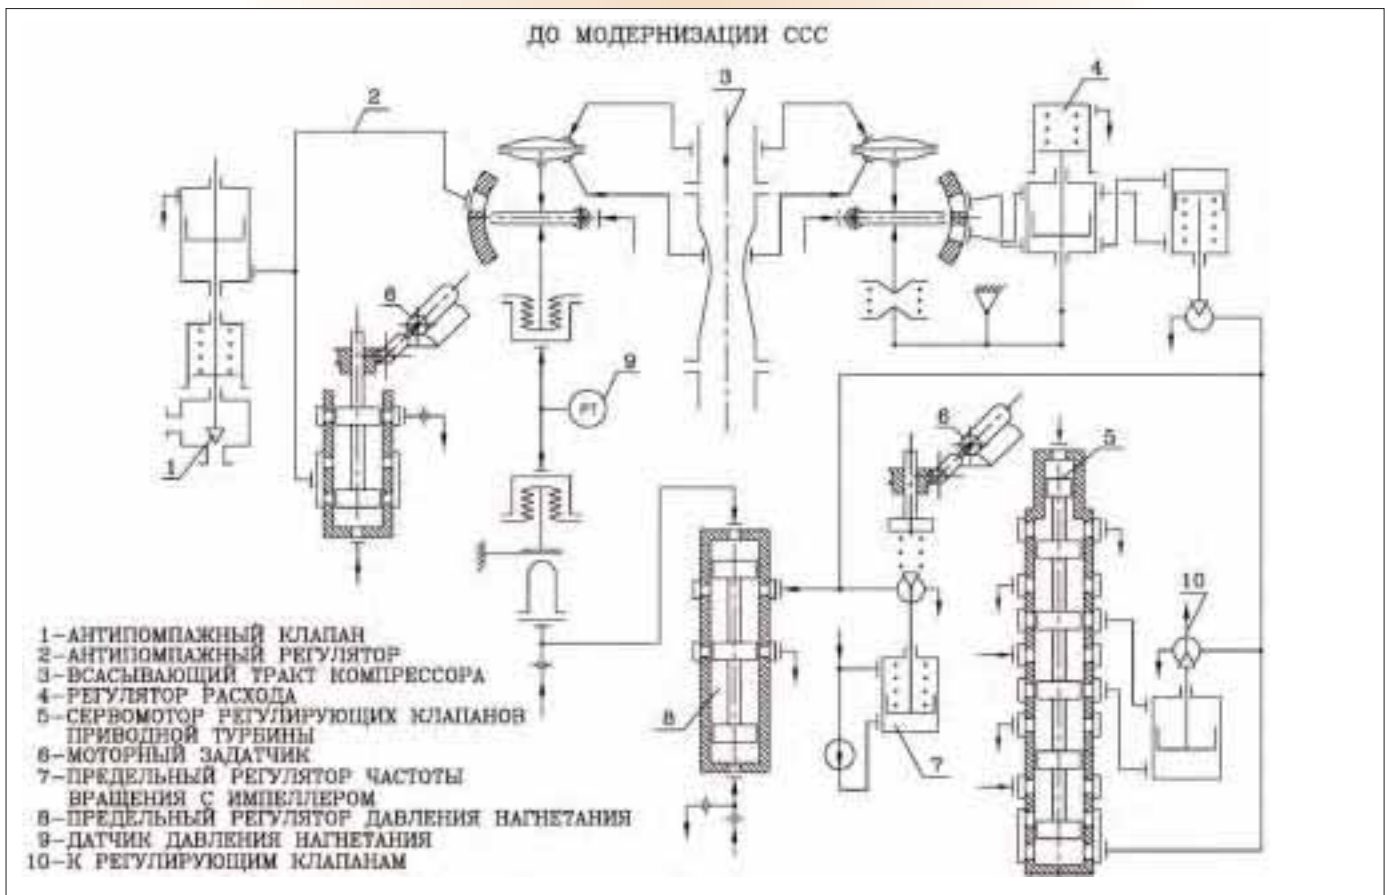 ДО МОДЕРНИЗАЦИИ ССС
3
4
2
6
9
PT
1
6
5
10
8
7
1-АНТИПОМПАЖНЫЙ КЛАПАН
2-АНТИПОМПАЖНЫЙ РЕГУЛЯТОР
3-ВСАСЫВАЮЩИЙ ТРАКТ КОМПРЕССОРА
4-РЕГУЛЯТОР РАСХОДА
5-СЕРВОМОТОР РЕГУЛИРУЮЩИХ КЛАПАНОВ
ПРИВОДНОЙ ТУРБИНЫ
6-МОТОРНЫЙ ЗАДАТЧИК
7-ПРЕДЕЛЬНЫЙ РЕГУЛЯТОР ЧАСТОТЫ
ВРАЩЕНИЯ С ИМПЕЛЛЕРОМ
8-ПРЕДЕЛЬНЫЙ РЕГУЛЯТОР ДАВЛЕНИЯ НАГНЕТАНИЯ
9-ДАТЧИК ДАВЛЕНИЯ НАГНЕТАНИЯ
10-К РЕГУЛИРУЮЩИМ КЛАПАНАМ